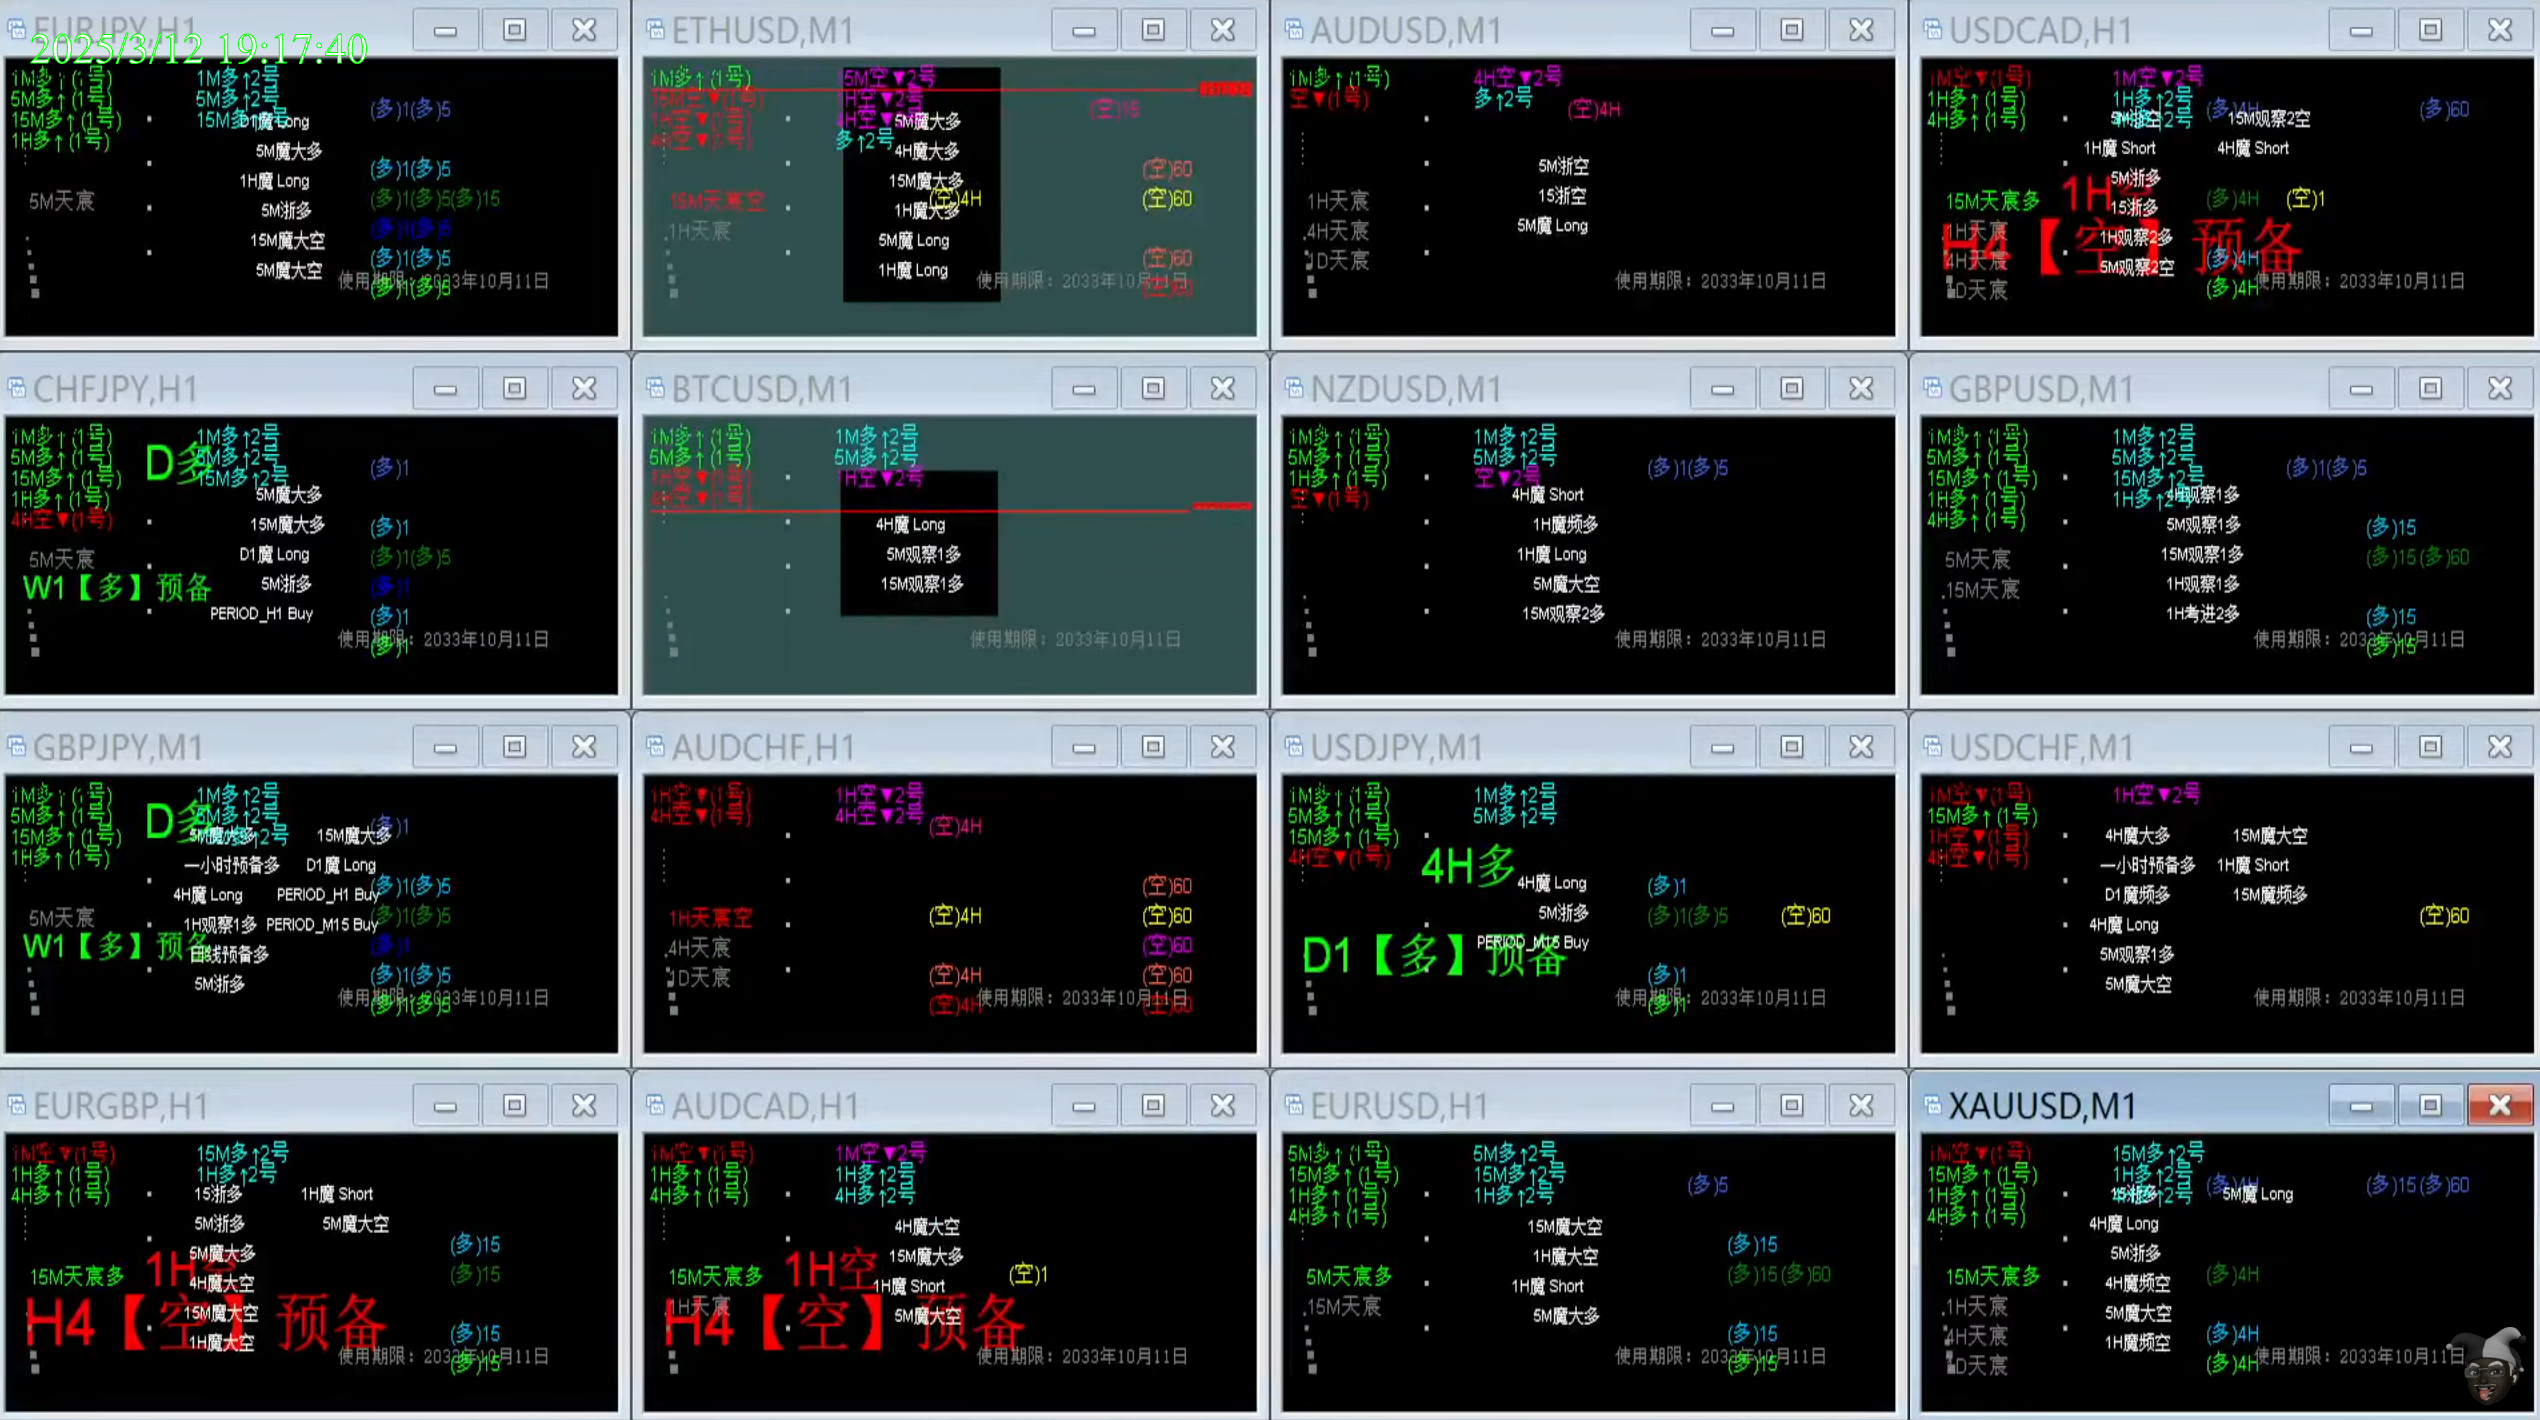 EURJPY,H1
2025/3/12 19:17:40
1M多↑(1号) 1M多↑2号
5M多↑(1号) 5M多↑2号 (多)1(多)5
15M多↑(1号) 15M多↑2号 D1魔 Long
1H多↑(1号)
5M魔大多 (多)1(多)5
1H魔 Long
5M天宸 5M浙多 (多)1(多)5(多)15
(多)1(多)5
15M魔大空 (多)1(多)5
5M魔大空
使用期限：2033年10月11日
(多)1(多)5
ETHUSD,M1
1M多↑(1号) 5M空▼2号
15M空▼(1号) 1H空▼2号 (空)15
1H空▼(1号) 4H空▼2号 5M魔大多
4H空▼(1号) 多↑2号 4H魔大多
15M魔大多 (空)60
15M天宸空 1H魔大多 (空)4H (空)60
.1H天宸 5M魔 Long
1H魔 Long (空)60
使用期限：2033年10月11日
(空)60
AUDUSD,M1
1M多↑(1号) 4H空▼2号
空▼(1号) 多↑2号 (空)4H
5M浙空
1H天宸 15浙空
.4H天宸 5M魔 Long
1D天宸
使用期限：2033年10月11日
USDCAD,H1
1M空▼(1号) 1M空▼2号
1H多↑(1号) 1H多↑2号 (多)4H (多)60
4H多↑(1号) 4H多↑2号 5M浙空 15M观察2空
1H魔 Short 4H魔 Short
5M浙多
15M天宸多 1H空 15浙多 (多)4H (空)1
.1H天宸 1H观察2多
H4【空】预备
4H天宸 5M观察2空 (多)4H
1D天宸 (多)4H
使用期限：2033年10月11日
CHFJPY,H1
1M多↑(1号) 1M多↑2号
5M多↑(1号) D多 5M多↑2号 (多)1
15M多↑(1号) 15M多↑2号
1H多↑(1号) 5M魔大多
4H空▼(1号) 15M魔大多 (多)1
5M天宸 D1魔 Long (多)1(多)5
W1【多】预备 5M浙多 (多)1
PERIOD_H1 Buy (多)1
使用期限：2033年10月11日
(多)1
BTCUSD,M1
1M多↑(1号) 1M多↑2号
5M多↑(1号) 5M多↑2号
1H空▼(1号) 1H空▼2号
4H空▼(1号)
4H魔 Long
5M观察1多
15M观察1多
使用期限：2033年10月11日
NZDUSD,M1
1M多↑(1号) 1M多↑2号
5M多↑(1号) 5M多↑2号 (多)1(多)5
1H多↑(1号) 空▼2号
空▼(1号) 4H魔 Short
1H魔频多
1H魔 Long
5M魔大空
15M观察2多
使用期限：2033年10月11日
GBPUSD,M1
1M多↑(1号) 1M多↑2号
5M多↑(1号) 5M多↑2号 (多)1(多)5
15M多↑(1号) 15M多↑2号
1H多↑(1号) 1H多↑2号 4H观察1多
4H多↑(1号) 5M观察1多 (多)15
5M天宸 15M观察1多 (多)15(多)60
.15M天宸 1H观察1多
1H考进2多 (多)15
使用期限：2033年10月11日
(多)15
GBPJPY,M1
1M多↑(1号) 1M多↑2号
5M多↑(1号) D多 5M多↑2号 (多)1
15M多↑(1号) 15M多↑2号 5M魔大多 15M魔大多
1H多↑(1号) 一小时预备多 D1魔 Long
4H魔 Long PERIOD_H1 Buy (多)1(多)5
5M天宸 1H观察1多 PERIOD_M15 Buy (多)1(多)5
W1【多】预备 日线预备多 (多)1
5M浙多 (多)1(多)5
使用期限：2033年10月11日
(多)1(多)5
AUDCHF,H1
1H空▼(1号) 1H空▼2号
4H空▼(1号) 4H空▼2号 (空)4H
(空)60
1H天宸空 (空)4H (空)60
.4H天宸 (空)60
1D天宸 (空)4H (空)60
使用期限：2033年10月11日
(空)4H (空)60
USDJPY,M1
1M多↑(1号) 1M多↑2号
5M多↑(1号) 5M多↑2号
15M多↑(1号)
4H空▼(1号) 4H多
4H魔 Long (多)1
5M浙多 (多)1(多)5 (空)60
PERIOD_M15 Buy
D1【多】预备 (多)1
使用期限：2033年10月11日
(多)1
USDCHF,M1
1M空▼(1号) 1H空▼2号
15M多↑(1号)
1H空▼(1号) 4H魔大多 15M魔大空
4H空▼(1号) 一小时预备多 1H魔 Short
D1魔频多 15M魔频多
4H魔 Long (空)60
5M观察1多
5M魔大空
使用期限：2033年10月11日
EURGBP,H1
1M空▼(1号) 15M多↑2号
1H多↑(1号) 1H多↑2号
4H多↑(1号) 15浙多 1H魔 Short
5M浙多 5M魔大空
5M魔大多 (多)15
15M天宸多 1H空 4H魔大空 (多)15
H4【空】预备 15M魔大空
1H魔大空 (多)15
使用期限：2033年10月11日
(多)15
AUDCAD,H1
1M空▼(1号) 1M空▼2号
1H多↑(1号) 1H多↑2号
4H多↑(1号) 4H多↑2号
4H魔大空
15M魔大多
15M天宸多 1H空 1H魔 Short (空)1
.1H天宸 5M魔大空
H4【空】预备
使用期限：2033年10月11日
EURUSD,H1
5M多↑(1号) 5M多↑2号
15M多↑(1号) 15M多↑2号 (多)5
1H多↑(1号) 1H多↑2号
4H多↑(1号) 15M魔大空
1H魔大空 (多)15
5M天宸多 1H魔 Short (多)15(多)60
.15M天宸 5M魔大多
(多)15
使用期限：2033年10月11日
(多)15
XAUUSD,M1
1M空▼(1号) 15M多↑2号
15M多↑(1号) 1H多↑2号 (多)4H (多)15(多)60
1H多↑(1号) 4H多↑2号 15浙多 5M魔 Long
4H多↑(1号) 4H魔 Long
5M浙多
15M天宸多 4H魔频空 (多)4H
.1H天宸 5M魔大空
4H天宸 1H魔频空 (多)4H
1D天宸 (多)4H
使用期限：2033年10月11日